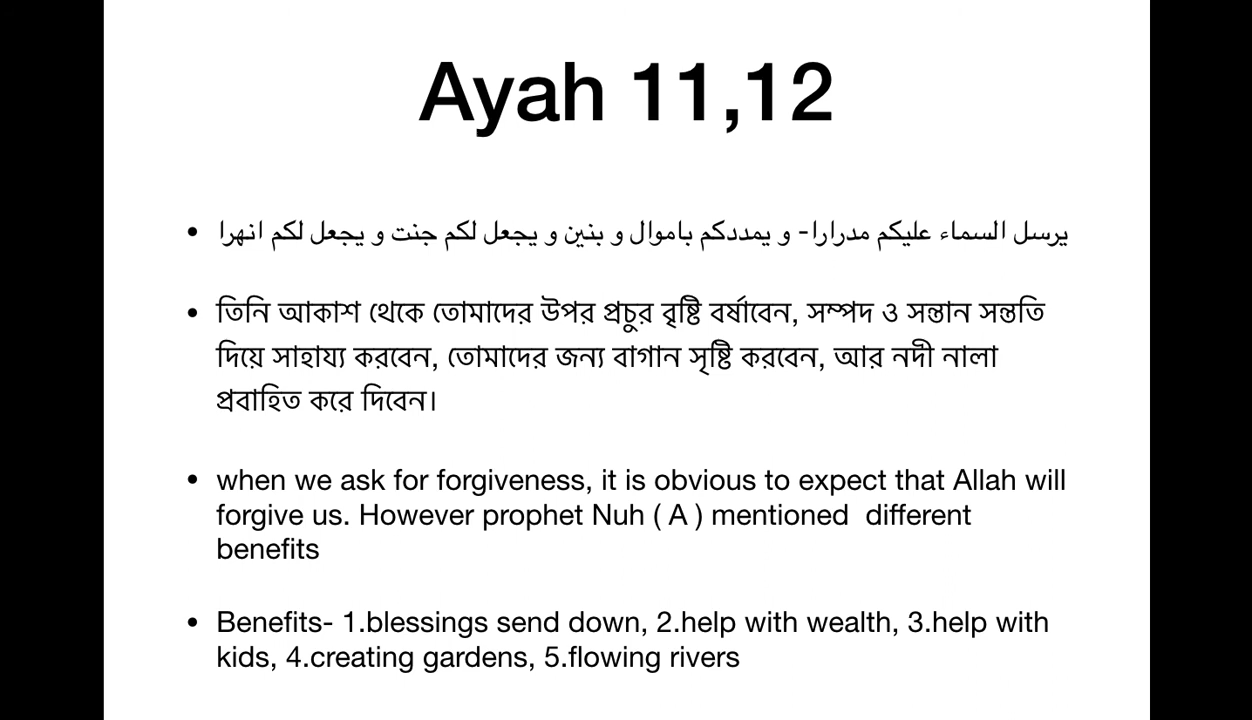 Ayah 11,12
• يرسل السماء عليكم مدرارا- و يمددكم باموال و بنين و يجعل لكم جنت و يجعل لكم انهرا
• তিনি আকাশ থেকে তোমাদের উপর প্রচুর বৃষ্টি বর্ষাবেন, সম্পদ ও সন্তান সন্ততি
দিয়ে সাহায্য করবেন, তোমাদের জন্য বাগান সৃষ্টি করবেন, আর নদী নালা
প্রবাহিত করে দিবেন।
• when we ask for forgiveness, it is obvious to expect that Allah will
forgive us. However prophet Nuh ( A ) mentioned  different
benefits
• Benefits- 1.blessings send down, 2.help with wealth, 3.help with
kids, 4.creating gardens, 5.flowing rivers